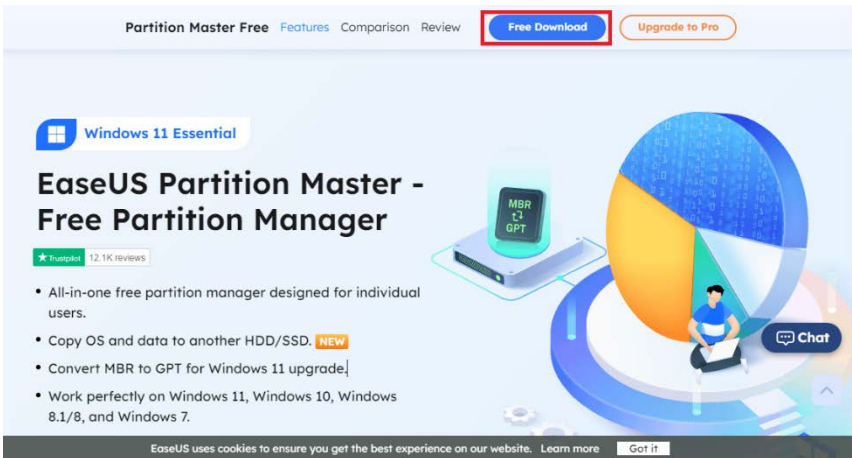 Partition Master Free Features Comparison Review Free Download Upgrade to Pro
Windows 11 Essential
EaseUS Partition Master -
Free Partition Manager
Trustpilot 12.1K reviews
• All-in-one free partition manager designed for individual
users.
• Copy OS and data to another HDD/SSD. NEW
• Convert MBR to GPT for Windows 11 upgrade.
• Work perfectly on Windows 11, Windows 10, Windows
8.1/8, and Windows 7.
MBR
GPT
Chat
EaseUS uses cookies to ensure you get the best experience on our website. Learn more Got it